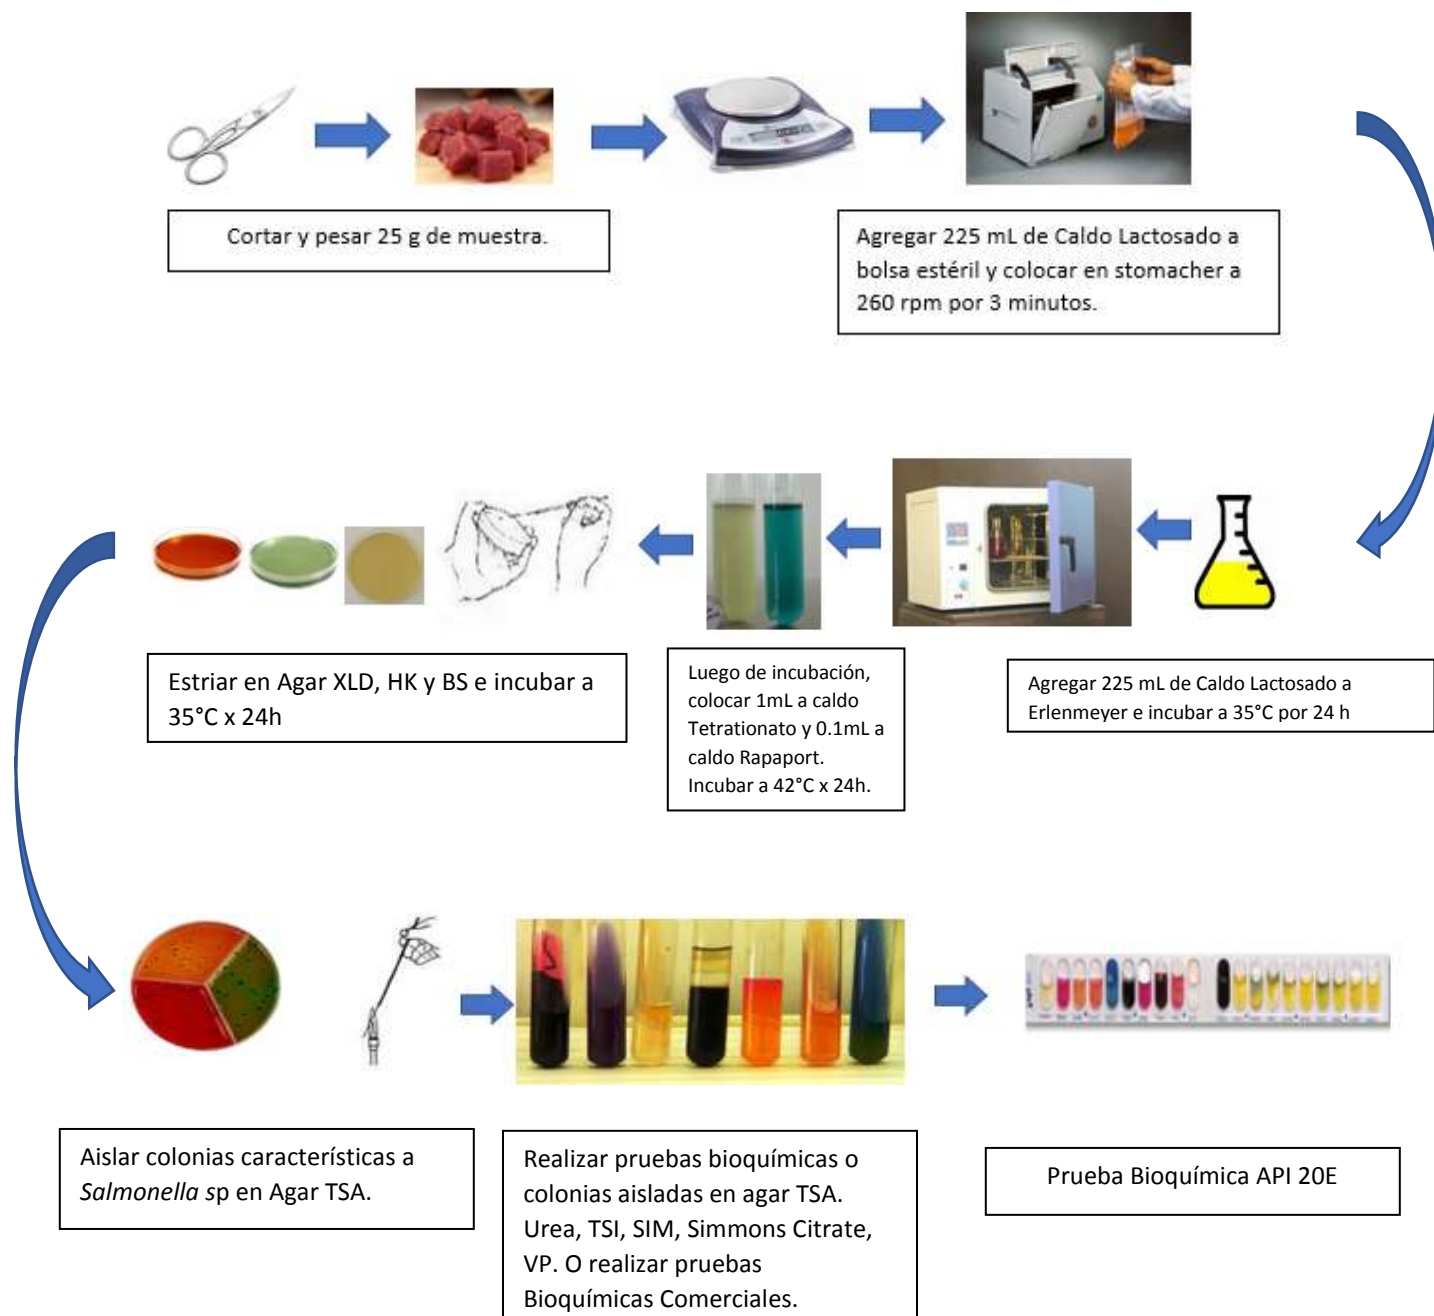 Cortar y pesar 25 g de muestra.
Agregar 225 mL de Caldo Lactosado a
bolsa estéril y colocar en stomacher a
260 rpm por 3 minutos.
Estriar en Agar XLD, HK y BS e incubar a
35°C x 24h
Luego de incubación,
colocar 1mL a caldo
Tetrationato y 0.1mL a
caldo Rapaport.
Incubar a 42°C x 24h.
Agregar 225 mL de Caldo Lactosado a
Erlenmeyer e incubar a 35°C por 24 h
Aislar colonias características a
Salmonella sp en Agar TSA.
Realizar pruebas bioquímicas o
colonias aisladas en agar TSA.
Urea, TSI, SIM, Simmons Citrate,
VP. O realizar pruebas
Bioquímicas Comerciales.
Prueba Bioquímica API 20E